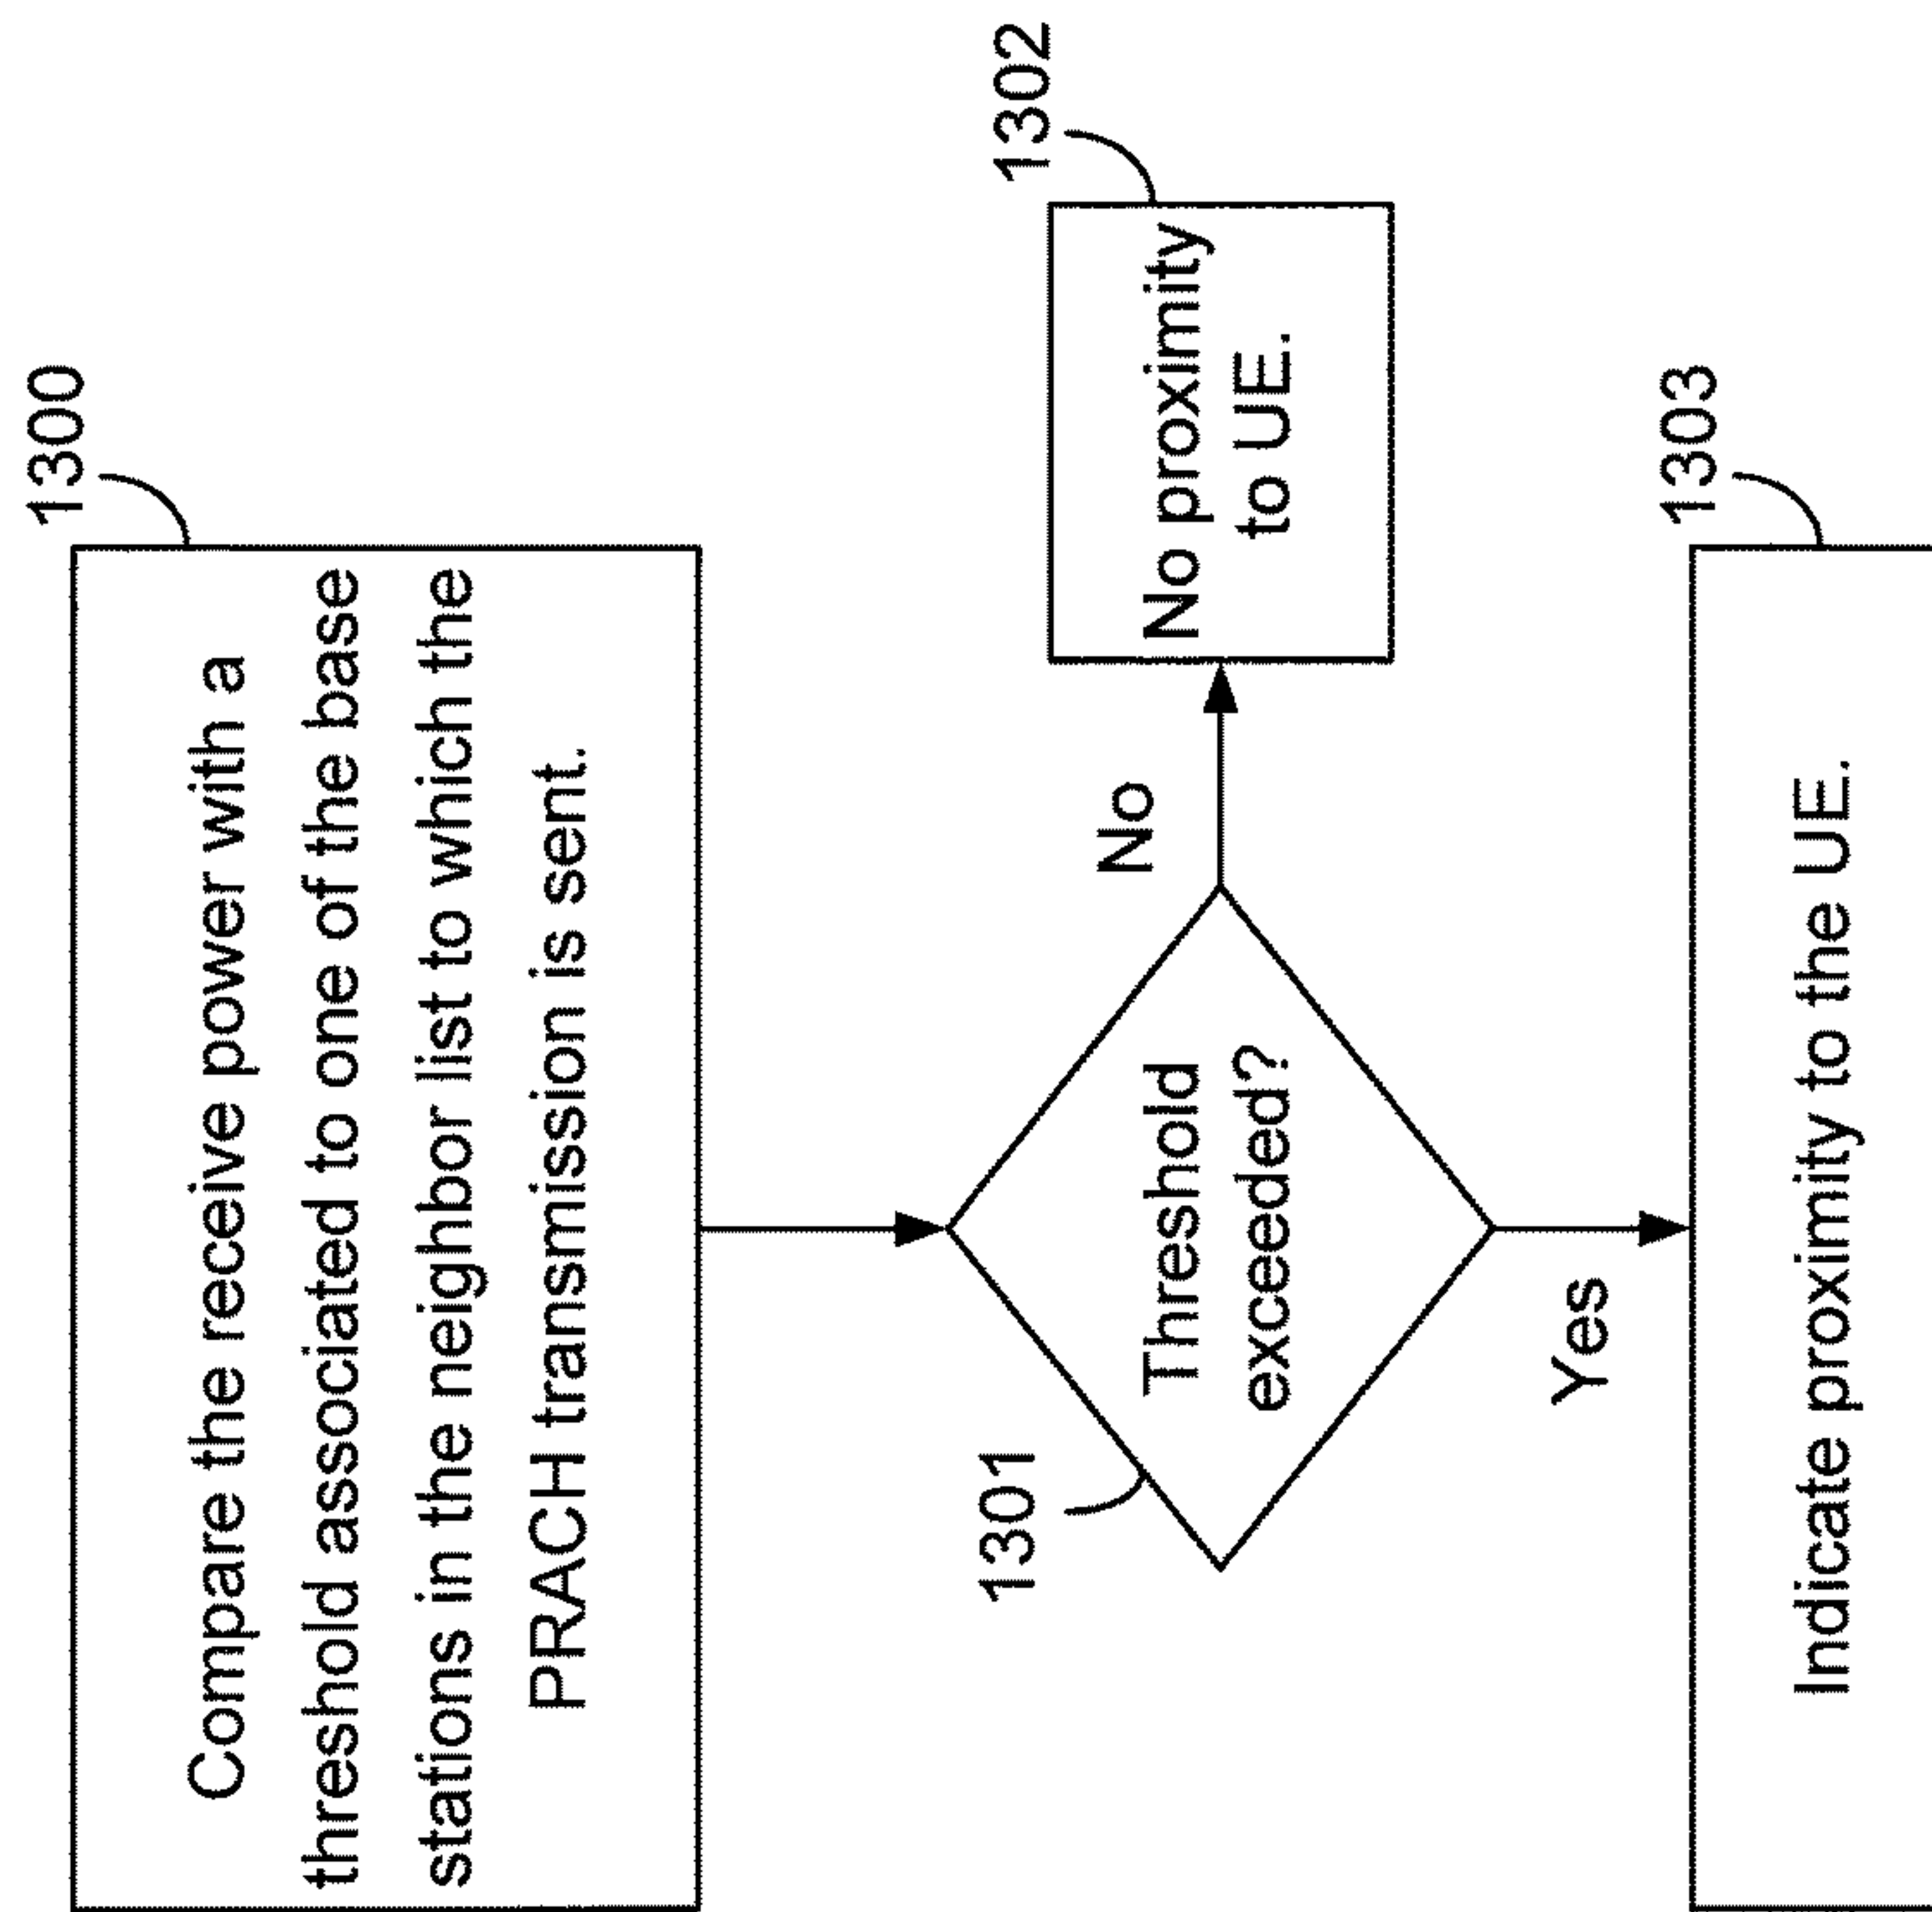 1300
Compare the receive power with a
threshold associated to one of the base
stations in the neighbor list to which the
PRACH transmission is sent.
1301
Threshold
exceeded?
No
1302
No proximity
to UE.
Yes
1303
Indicate proximity to the UE.